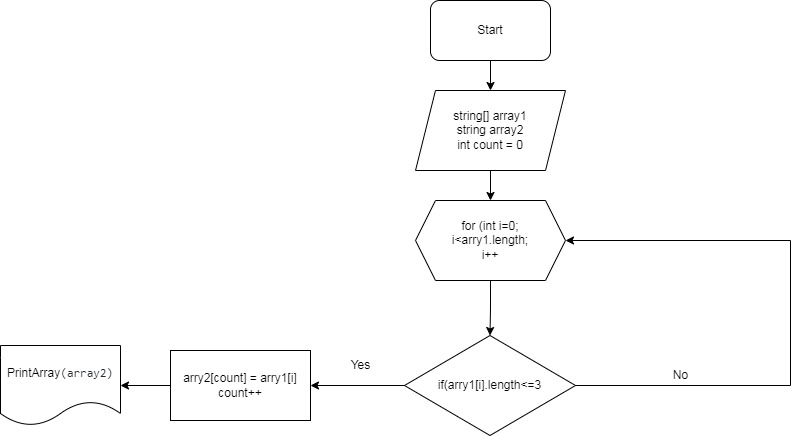 Start
string[] array1
string array2
int count = 0
for (int i=0;
i<arry1.length;
i++
if(arry1[i].length<=3
Yes
No
arry2[count] = arry1[i]
count++
PrintArray(array2)